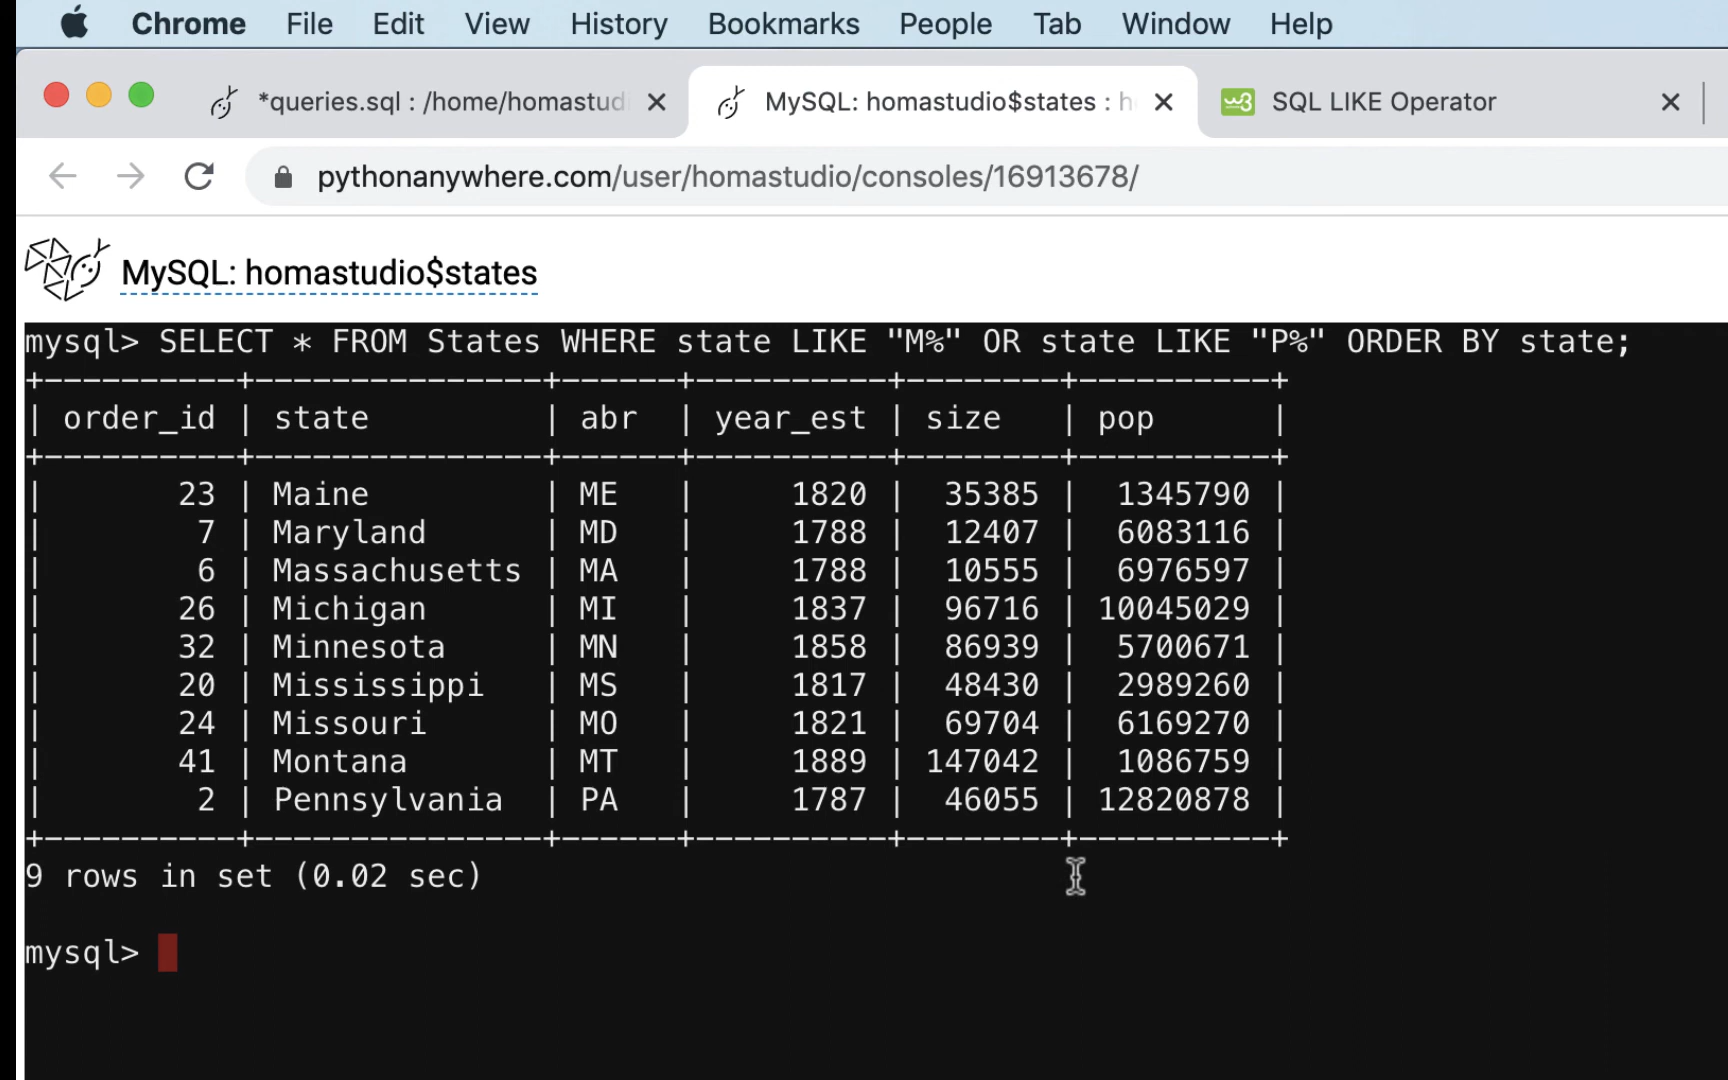 Chrome File Edit View History Bookmarks People Tab Window Help
*queries.sql : /home/homastud MySQL: homastudio$states : h w3 SQL LIKE Operator
pythonanywhere.com/user/homastudio/consoles/16913678/
MySQL: homastudio$states
mysql> SELECT * FROM States WHERE state LIKE "M%" OR state LIKE "P%" ORDER BY state;
+----------+---------------+------+----------+--------+----------+
| order_id | state | abr | year_est | size | pop |
+----------+---------------+------+----------+--------+----------+
| 23 | Maine | ME | 1820 | 35385 | 1345790 |
| 7 | Maryland | MD | 1788 | 12407 | 6083116 |
| 6 | Massachusetts | MA | 1788 | 10555 | 6976597 |
| 26 | Michigan | MI | 1837 | 96716 | 10045029 |
| 32 | Minnesota | MN | 1858 | 86939 | 5700671 |
| 20 | Mississippi | MS | 1817 | 48430 | 2989260 |
| 24 | Missouri | MO | 1821 | 69704 | 6169270 |
| 41 | Montana | MT | 1889 | 147042 | 1086759 |
| 2 | Pennsylvania | PA | 1787 | 46055 | 12820878 |
+----------+---------------+------+----------+--------+----------+
9 rows in set (0.02 sec)
mysql>